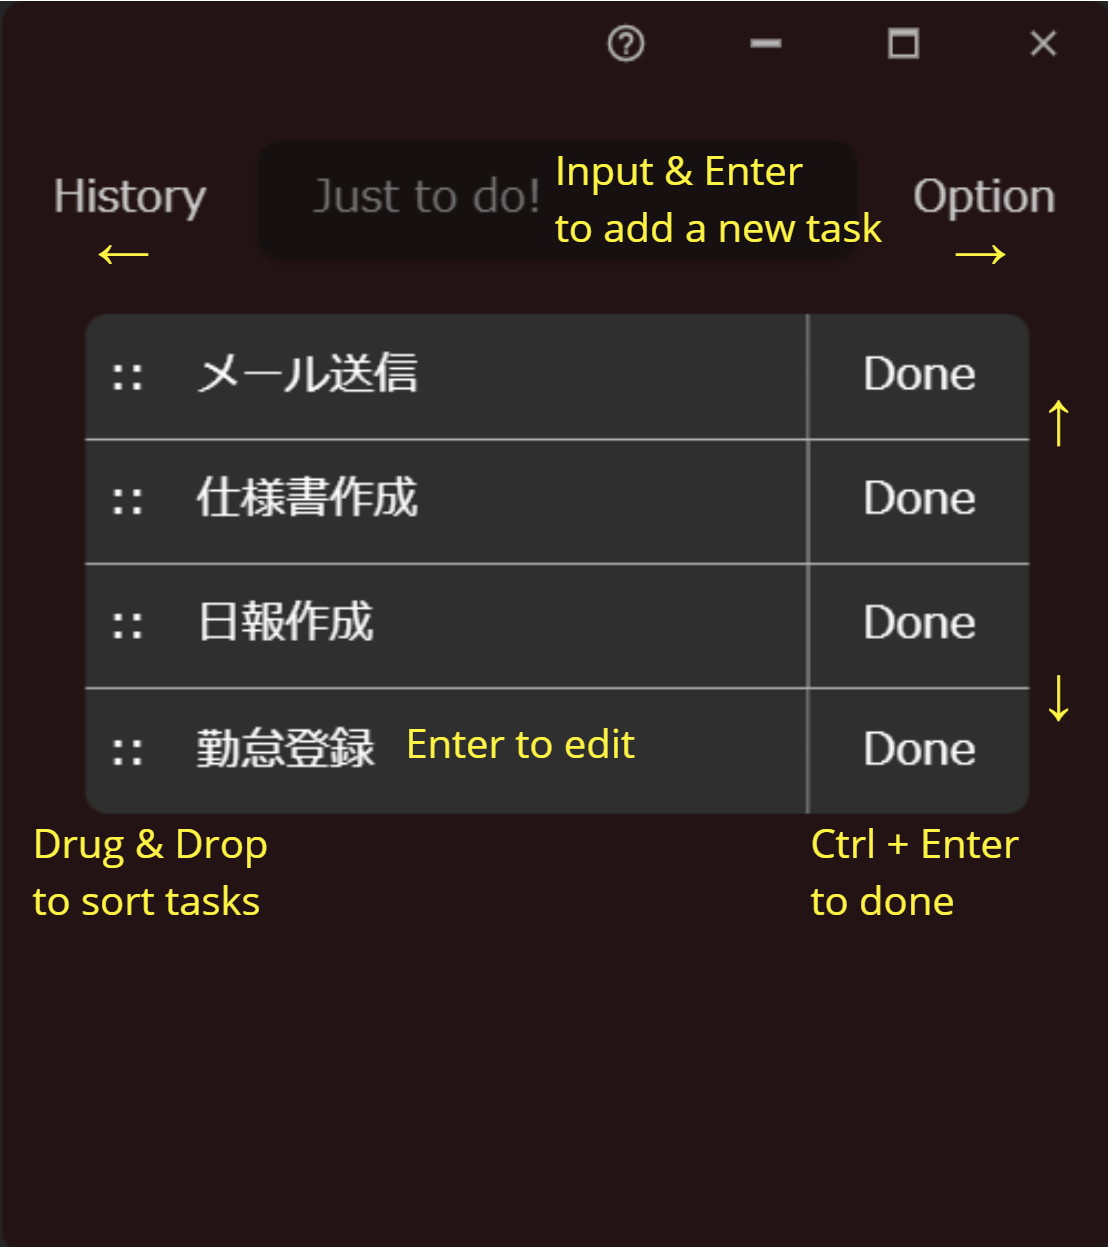 History
Just to do!
Input & Enter
to add a new task
Option
←
→
:: メール送信 Done
↑
:: 仕様書作成 Done
:: 日報作成 Done
↓
:: 勤怠登録 Enter to edit Done
Drug & Drop
to sort tasks
Ctrl + Enter
to done